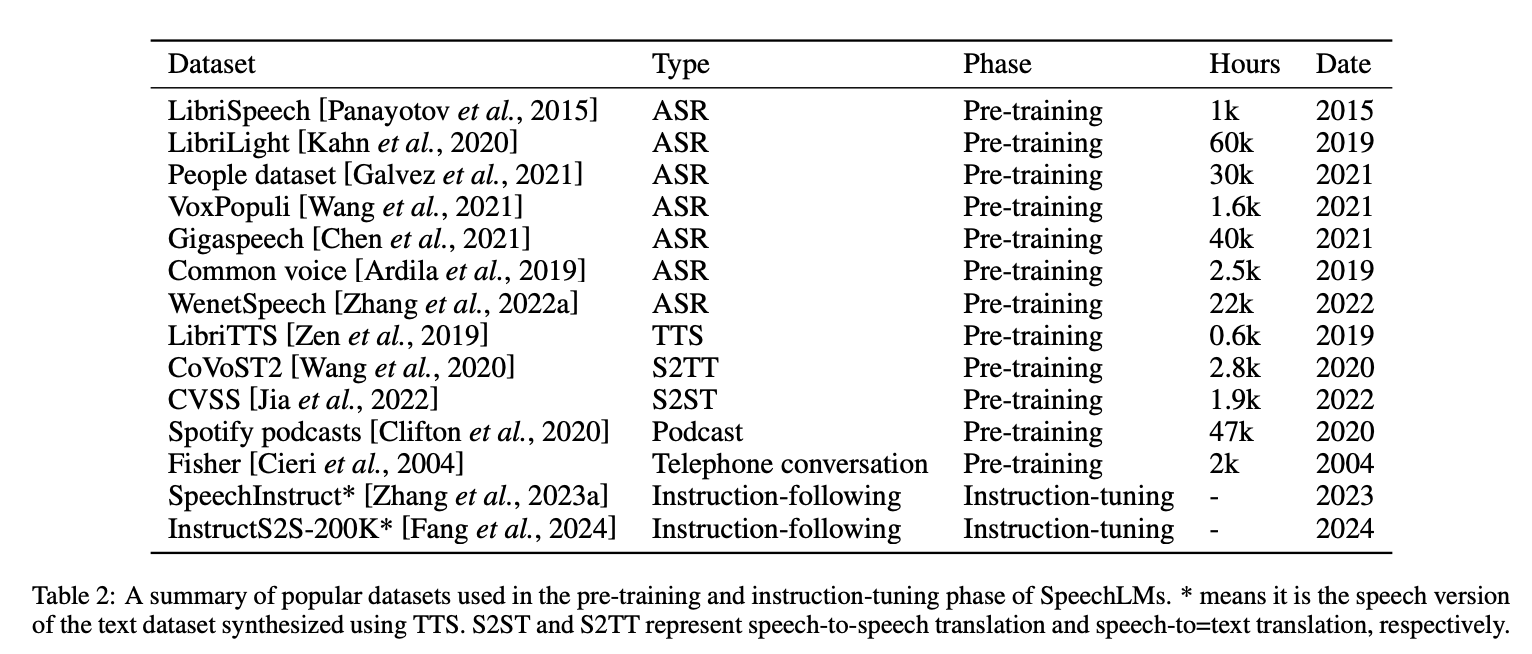 Dataset Type Phase Hours Date
LibriSpeech [Panayotov et al., 2015] ASR Pre-training 1k 2015
LibriLight [Kahn et al., 2020] ASR Pre-training 60k 2019
People dataset [Galvez et al., 2021] ASR Pre-training 30k 2021
VoxPopuli [Wang et al., 2021] ASR Pre-training 1.6k 2021
Gigaspeech [Chen et al., 2021] ASR Pre-training 40k 2021
Common voice [Ardila et al., 2019] ASR Pre-training 2.5k 2019
WenetSpeech [Zhang et al., 2022a] ASR Pre-training 22k 2022
LibriTTS [Zen et al., 2019] TTS Pre-training 0.6k 2019
CoVoST2 [Wang et al., 2020] S2TT Pre-training 2.8k 2020
CVSS [Jia et al., 2022] S2ST Pre-training 1.9k 2022
Spotify podcasts [Clifton et al., 2020] Podcast Pre-training 47k 2020
Fisher [Cieri et al., 2004] Telephone conversation Pre-training 2k 2004
SpeechInstruct* [Zhang et al., 2023a] Instruction-following Instruction-tuning - 2023
InstructS2S-200K* [Fang et al., 2024] Instruction-following Instruction-tuning - 2024
Table 2: A summary of popular datasets used in the pre-training and instruction-tuning phase of SpeechLMs. * means it is the speech version
of the text dataset synthesized using TTS. S2ST and S2TT represent speech-to-speech translation and speech-to=text translation, respectively.